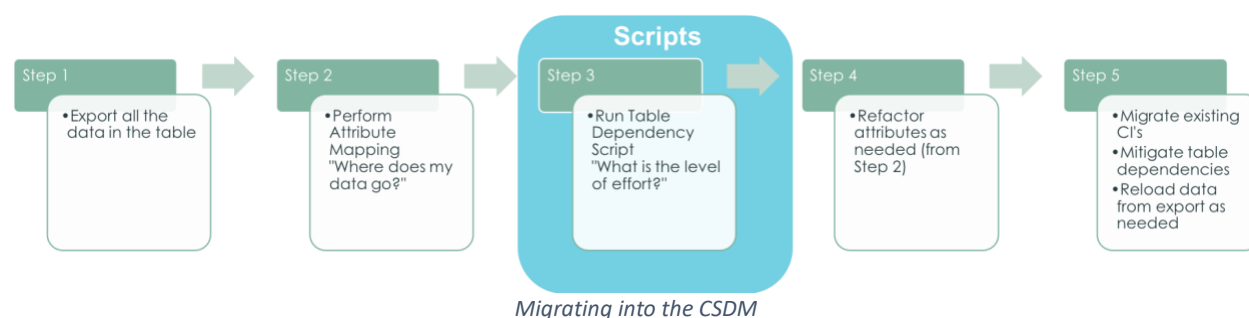 Scripts
Step 1
•Export all the
data in the table
Step 2
•Perform
Attribute
Mapping
"Where does my
data go?"
Step 3
•Run Table
Dependency
Script
"What is the level
of effort?"
Step 4
•Refactor
attributes as
needed (from
Step 2)
Step 5
•Migrate existing
CI's
•Mitigate table
dependencies
•Reload data
from export as
needed
Migrating into the CSDM